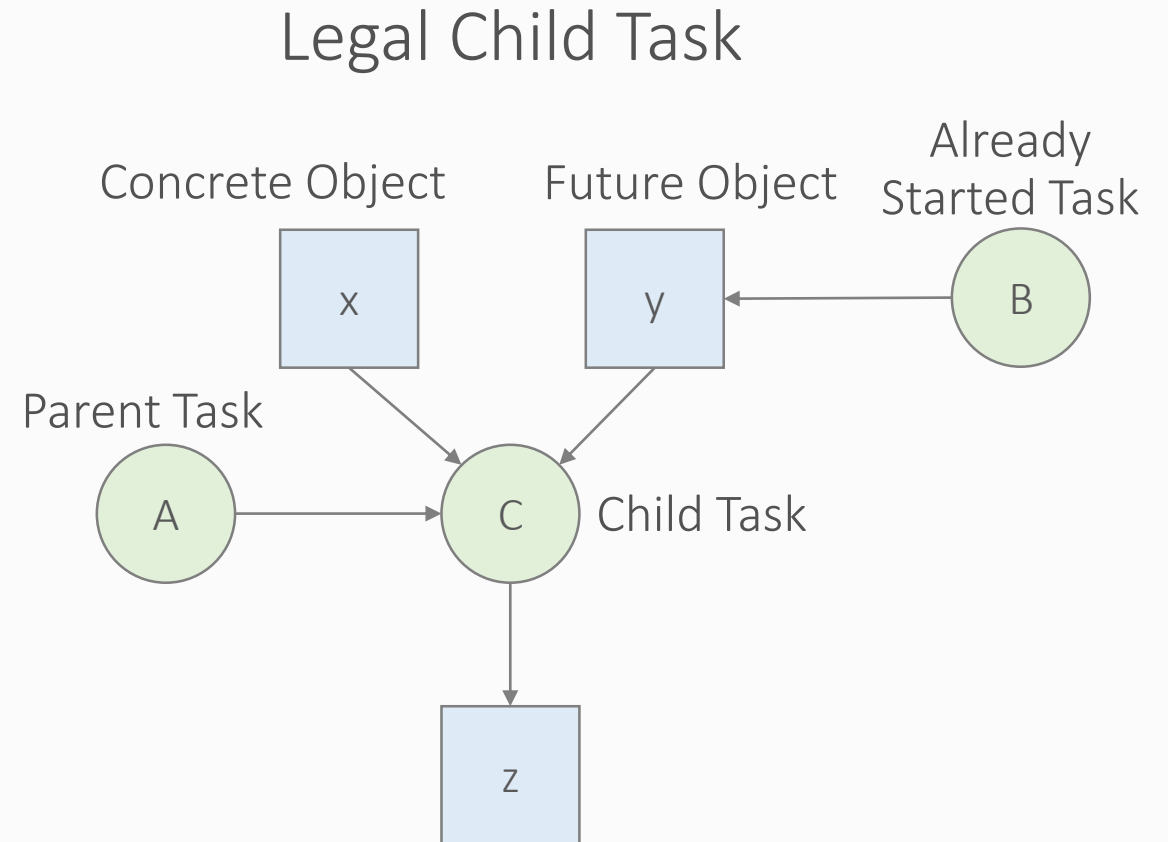 Legal Child Task
Already
Started Task
Concrete Object
Future Object
x
y
B
Parent Task
A
C
Child Task
z